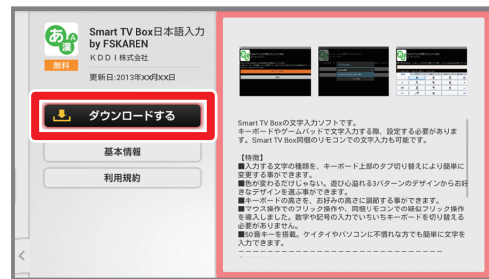 あぁ
漢
無料
Smart TV Box日本語入力
by FSKAREN
KDDI株式会社
更新日:2013年xx月xx日
ダウンロードする
基本情報
利用規約
Smart TV Boxの文字入力ソフトです。
キーボードやゲームパッドで文字入力する際、設定する必要がありま
す。Smart TV Box同梱のリモコンでの文字入力も可能です。
【特徴】
■入力する文字の種類を、キーボード上部のタブ切り替えにより簡単に
変更する事ができます。
■色が変わるだけじゃない。遊び心溢れる3パターンのデザインからお好
きなデザインを選ぶ事ができます。
■キーボードの高さを、お好みの高さに調節する事ができます。
■マウス操作でのフリック操作や、同梱リモコンでの疑似フリック操作
を導入しました。数字や記号の入力でいちいちキーボードを切り替える
必要がありません。
■50音キーを搭載。ケイタイやパソコンに不慣れな方でも簡単に文字を
入力できます。